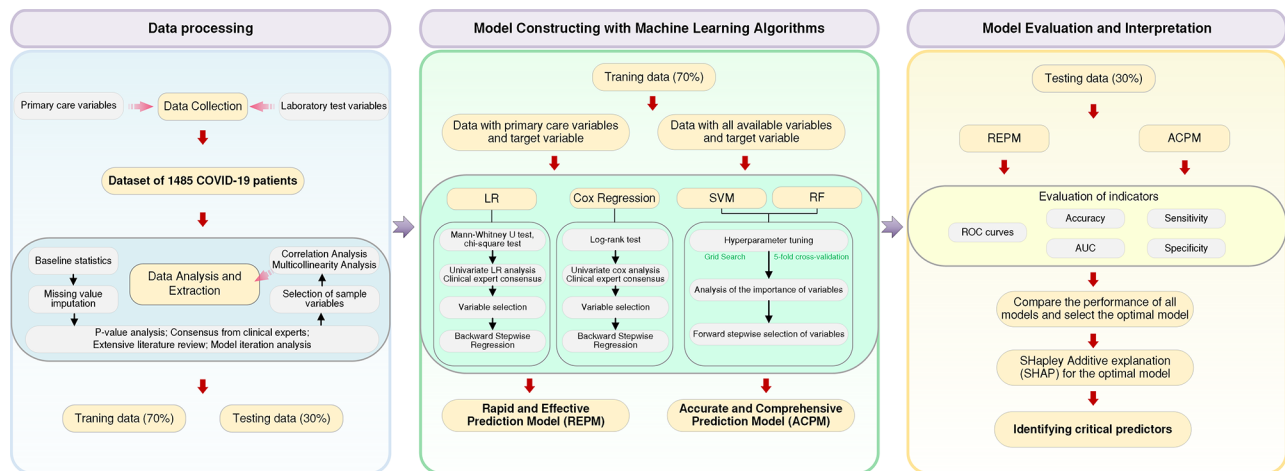 Data processing
Primary care variables
Data Collection
Laboratory test variables
Dataset of 1485 COVID-19 patients
Baseline statistics
Missing value
imputation
Data Analysis and
Extraction
Correlation Analysis
Multicollinarity Analysis
Selection of sample
variables
P-value analysis; Consensus from clinical experts;
Extensive literature review; Model iteration analysis
Traning data (70%)
Testing data (30%)
Model Constructing with Machine Learning Algorithms
Traning data (70%)
Data with primary care variables
and target variable
Data with all available variables
and target variable
LR
Mann-Whitney U test,
chi-square test
Univariate LR analysis
Clinical expert consensus
Variable selection
Backward Stepwise
Regression
Cox Regression
Log-rank test
Univariate cox analysis
Clinical expert consensus
Variable selection
Backward Stepwise
Regression
SVM
RF
Hyperparameter tuning
Grid Search
5-fold cross-validation
Analysis of the importance of variables
Forward stepwise selection of variables
Rapid and Effective
Prediction Model (REPM)
Accurate and Comprehensive
Prediction Model (ACPM)
Model Evaluation and Interpretation
Testing data (30%)
REPM
ACPM
Evaluation of indicators
ROC curves
Accuracy
Sensitivity
AUC
Specificity
Compare the performance of all
models and select the optimal model
SHapley Additive explanation
(SHAP) for the optimal model
Identifying critical predictors